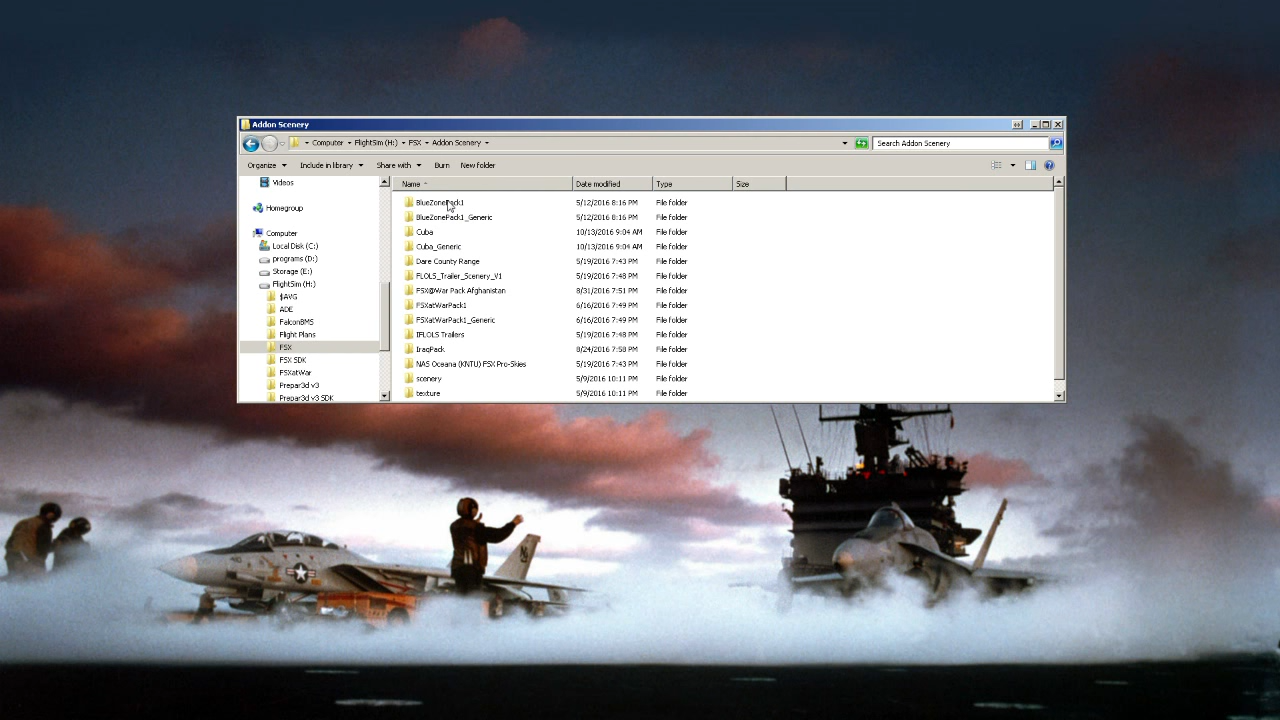 Addon Scenery
Computer FlightSim (H:) FSX Addon Scenery
Search Addon Scenery
Organize Include in library Share with Burn New folder
Videos
Homegroup
Computer
Local Disk (C:)
programs (D:)
Storage (E:)
FlightSim (H:)
$AVG
ADE
FalconBMS
Flight Plans
FSX
FSX SDK
FSXatWar
Prepar3d v3
Prepar3d v3 SDK
Name Date modified Type Size
BlueZonePack1 5/12/2016 8:16 PM File folder
BlueZonePack1_Generic 5/12/2016 8:16 PM File folder
Cuba 10/13/2016 9:04 AM File folder
Cuba_Generic 10/13/2016 9:04 AM File folder
Dare County Range 5/19/2016 7:43 PM File folder
FLOLS_Trailer_Scenery_V1 5/19/2016 7:48 PM File folder
FSX@War Pack Afghanistan 8/31/2016 7:51 PM File folder
FSXatWarPack1 6/16/2016 7:49 PM File folder
FSXatWarPack1_Generic 6/16/2016 7:49 PM File folder
IFLOLS Trailers 5/19/2016 7:48 PM File folder
IraqPack 8/24/2016 7:58 PM File folder
NAS Oceana (KNTU) FSX Pro-Skies 5/19/2016 7:43 PM File folder
scenery 5/9/2016 10:11 PM File folder
texture 5/9/2016 10:11 PM File folder